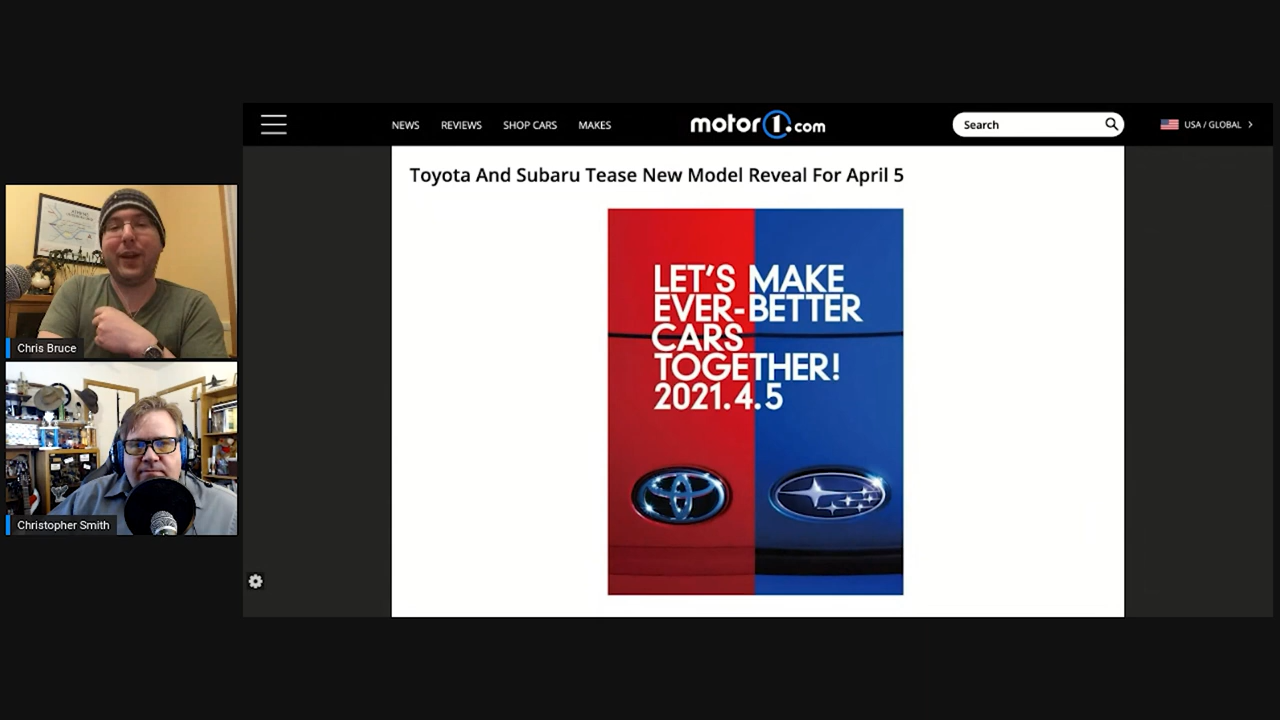 NEWS
REVIEWS
SHOP CARS
MAKES
motor1.com
Search
USA / GLOBAL
Toyota And Subaru Tease New Model Reveal For April 5
LET'S MAKE
EVER-BETTER
CARS
TOGETHER!
2021.4.5
Chris Bruce
Christopher Smith